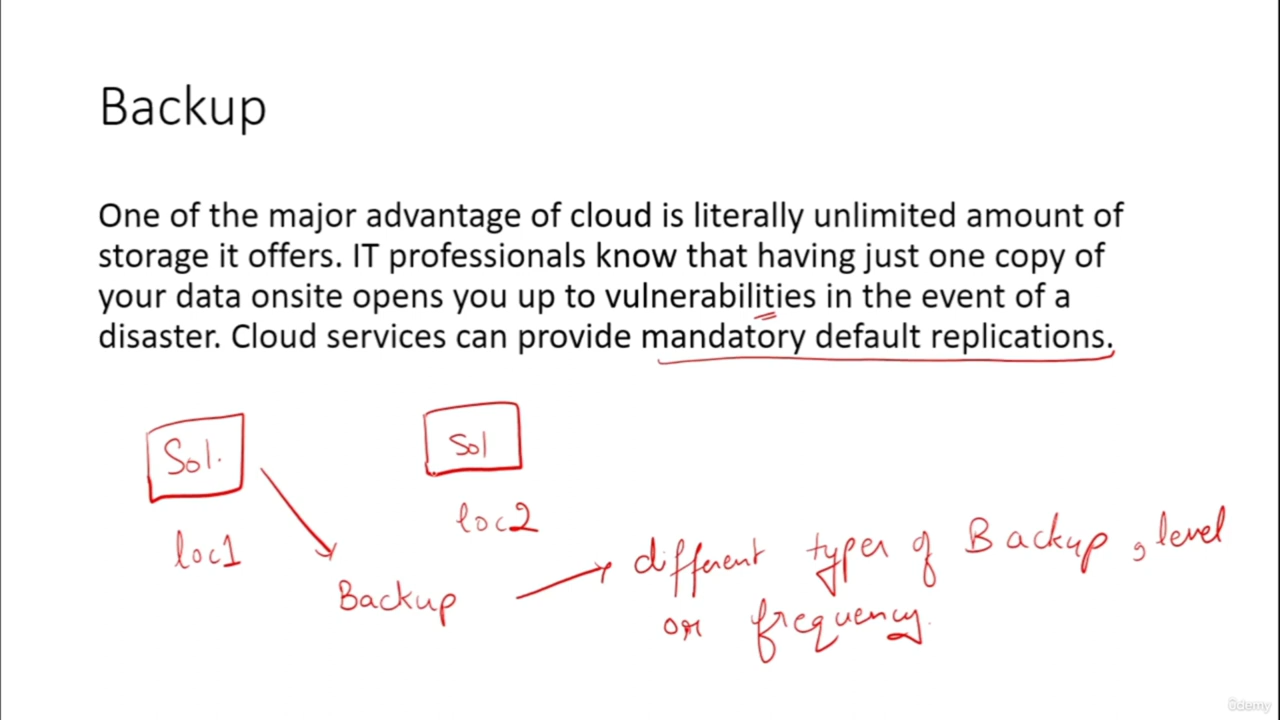 Backup
One of the major advantage of cloud is literally unlimited amount of
storage it offers. IT professionals know that having just one copy of
your data onsite opens you up to vulnerabilities in the event of a
disaster. Cloud services can provide mandatory default replications.
Sol.
Sol
loc1
loc2
Backup
different types of Backup, level
or frequency.
ûdemy